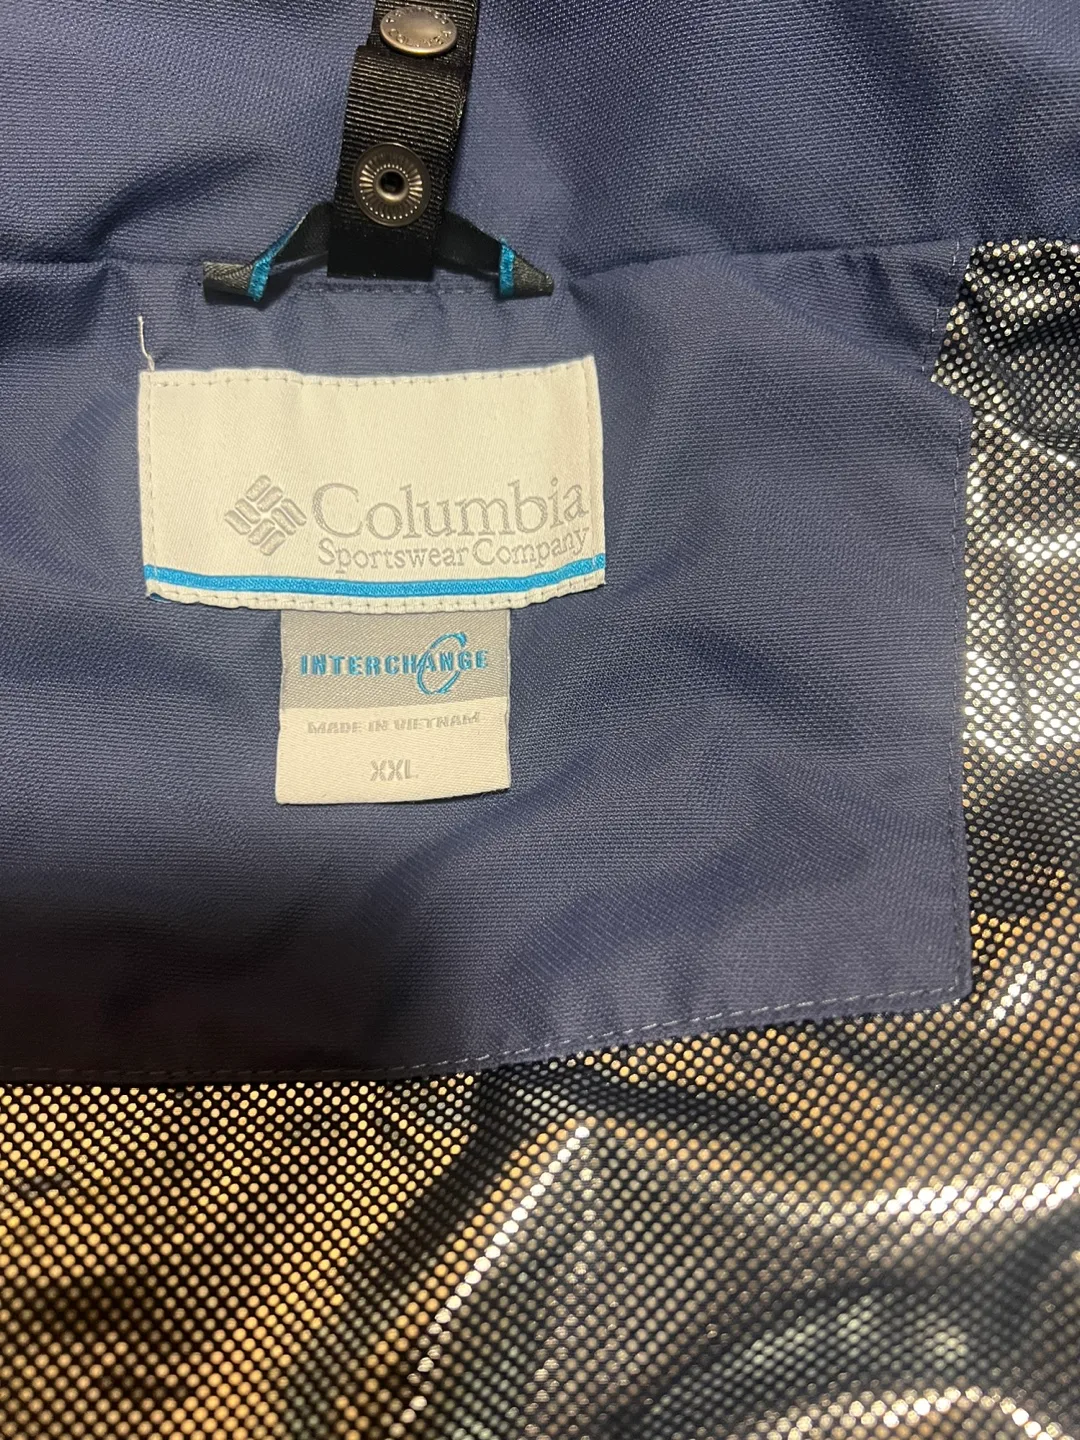 Columbia
Sportswear Company
INTERCHANGE
MADE IN VIETNAM
XXL